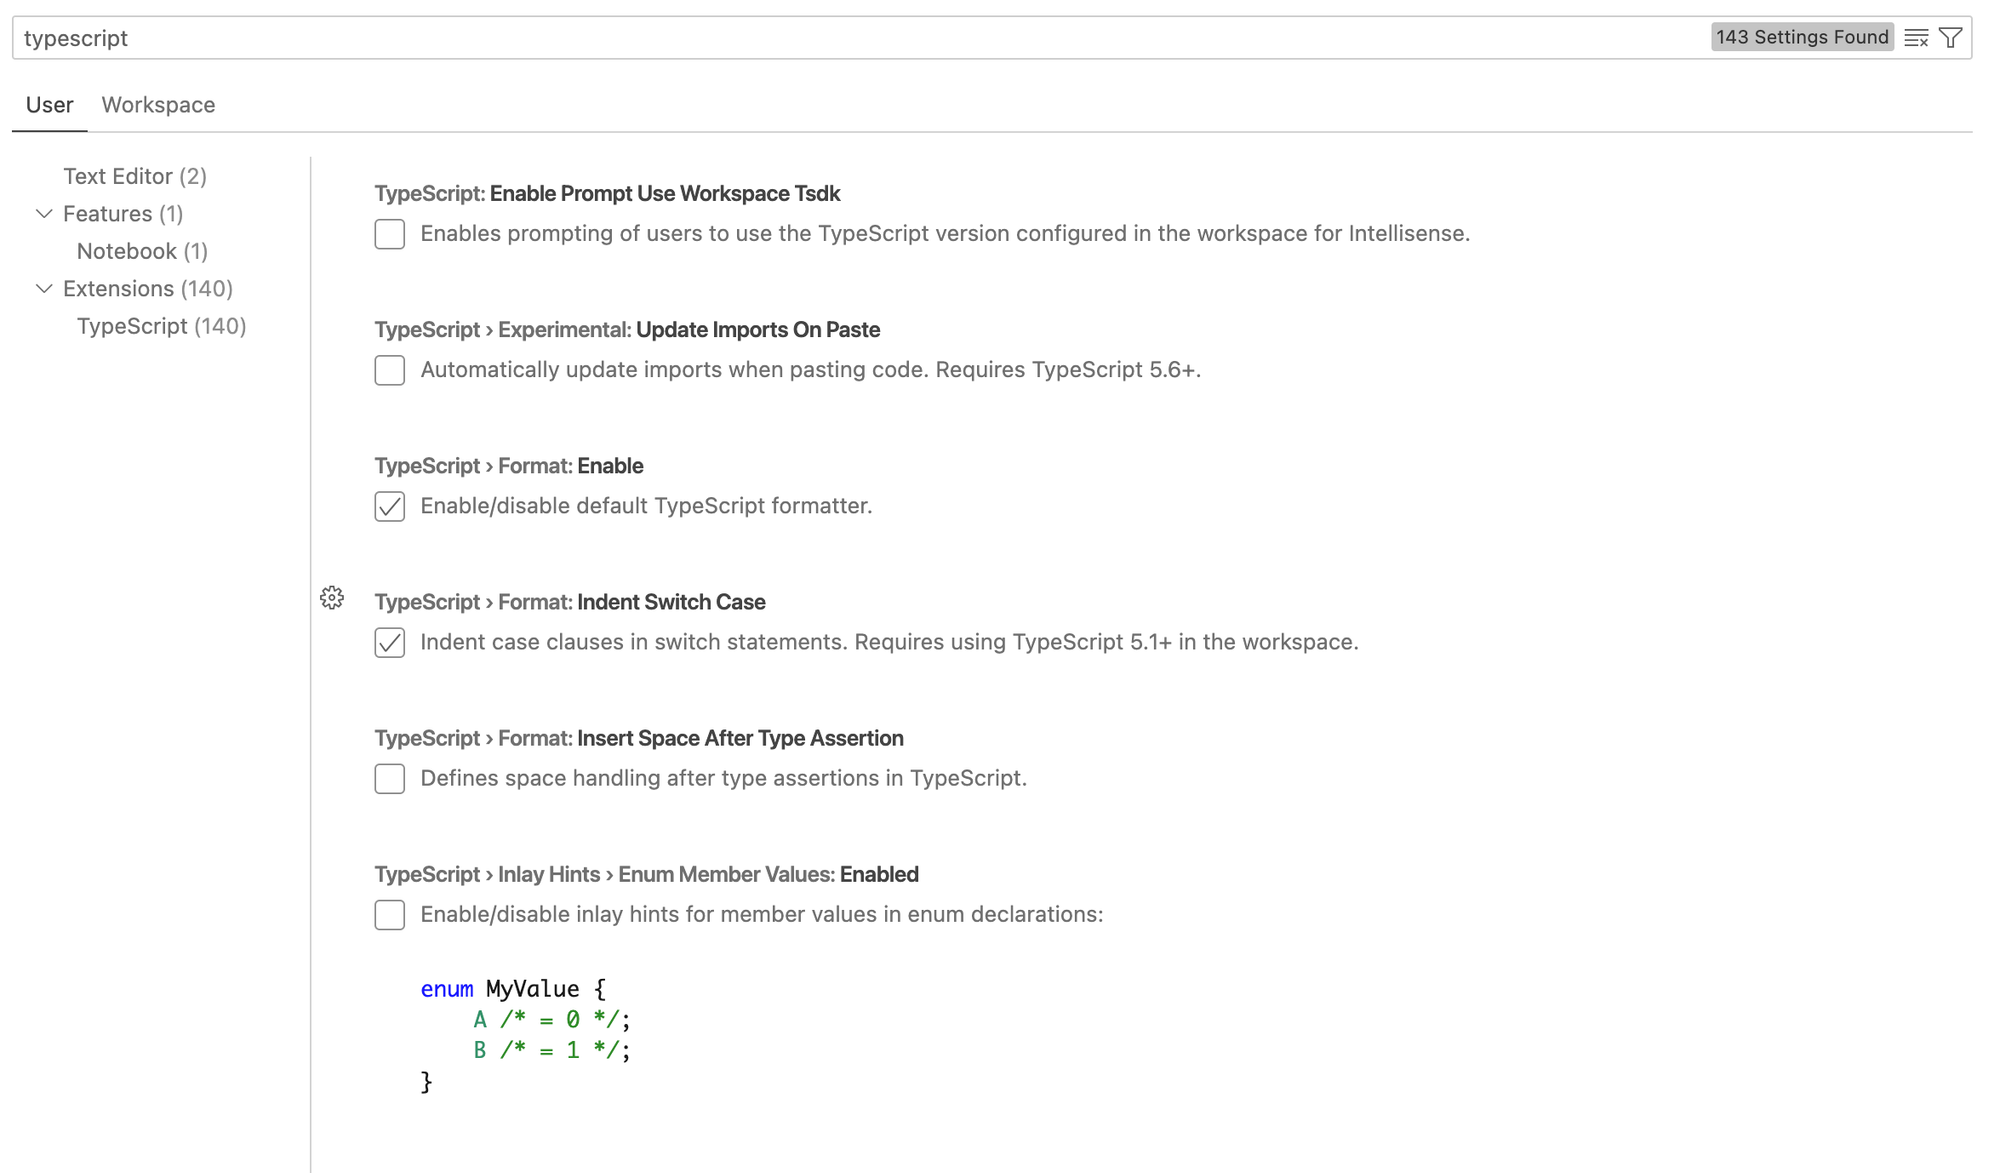 typescript
143 Settings Found
User
Workspace
Text Editor (2)
Features (1)
Notebook (1)
Extensions (140)
TypeScript (140)
TypeScript: Enable Prompt Use Workspace Tsdk
Enables prompting of users to use the TypeScript version configured in the workspace for Intellisense.
TypeScript › Experimental: Update Imports On Paste
Automatically update imports when pasting code. Requires TypeScript 5.6+.
TypeScript › Format: Enable
Enable/disable default TypeScript formatter.
TypeScript › Format: Indent Switch Case
Indent case clauses in switch statements. Requires using TypeScript 5.1+ in the workspace.
TypeScript › Format: Insert Space After Type Assertion
Defines space handling after type assertions in TypeScript.
TypeScript › Inlay Hints › Enum Member Values: Enabled
Enable/disable inlay hints for member values in enum declarations:
enum MyValue {
    A /* = 0 */;
    B /* = 1 */;
}